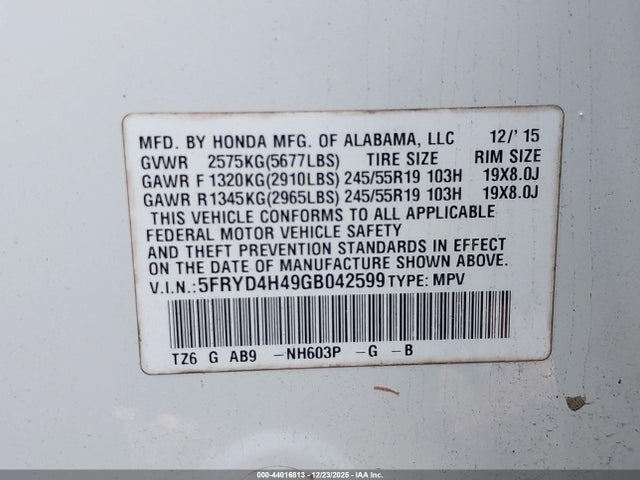 MFD. BY HONDA MFG. OF ALABAMA, LLC 12/' 15
GVWR 2575KG(5677LBS) TIRE SIZE RIM SIZE
GAWR F 1320KG(2910LBS) 245/55R19 103H 19X8.0J
GAWR R 1345KG(2965LBS) 245/55R19 103H 19X8.0J
THIS VEHICLE CONFORMS TO ALL APPLICABLE
FEDERAL MOTOR VEHICLE SAFETY
AND THEFT PREVENTION STANDARDS IN EFFECT
ON THE DATE OF MANUFACTURE SHOWN ABOVE.
V.I.N.: 5FRYD4H49GB042599 TYPE: MPV
TZ6 G AB9 -NH603P -G -B
000-44016813 - 12/23/2025 - IAA Inc.